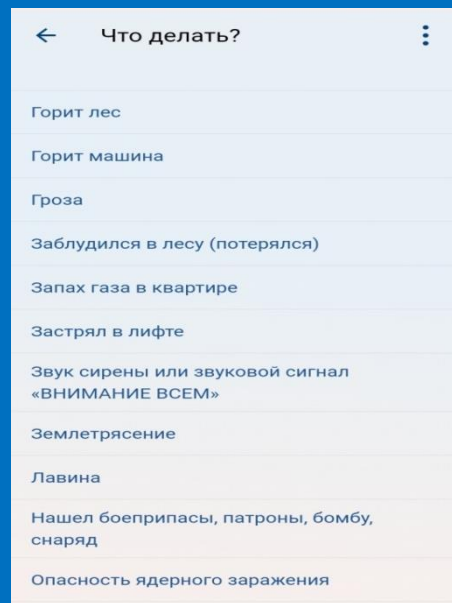 Что делать?
Горит лес
Горит машина
Гроза
Заблудился в лесу (потерялся)
Запах газа в квартире
Застрял в лифте
Звук сирены или звуковой сигнал
«ВНИМАНИЕ ВСЕМ»
Землетрясение
Лавина
Нашел боеприпасы, патроны, бомбу,
снаряд
Опасность ядерного заражения